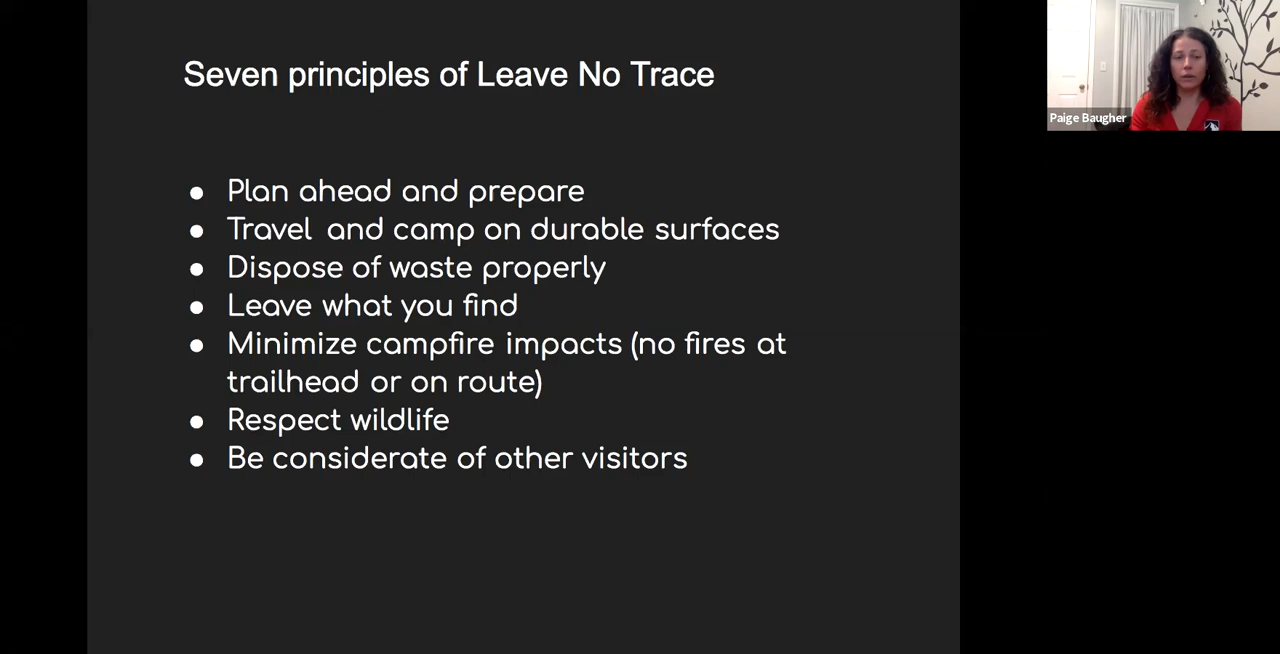 Seven principles of Leave No Trace
● Plan ahead and prepare
● Travel and camp on durable surfaces
● Dispose of waste properly
● Leave what you find
● Minimize campfire impacts (no fires at
trailhead or on route)
● Respect wildlife
● Be considerate of other visitors
Paige Baugher